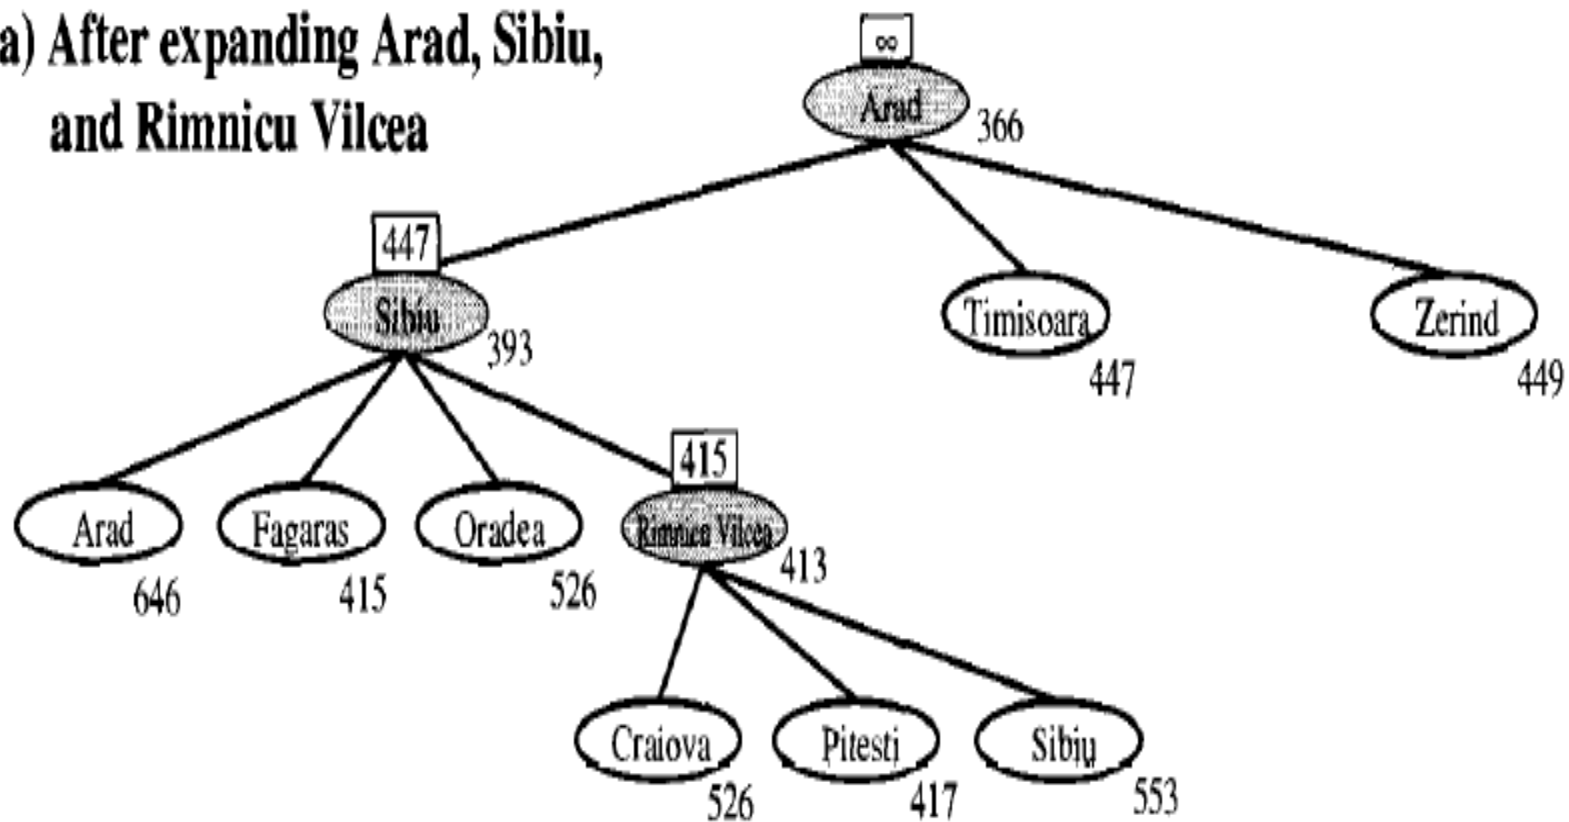 a) After expanding Arad, Sibiu,
and Rimnicu Vilcea
∞
Arad
366
447
Sibiu
393
Timisoara
447
Zerind
449
Arad
646
Fagaras
415
Oradea
526
415
Rimnicu Vilcea
413
Craiova
526
Pitesti
417
Sibiu
553